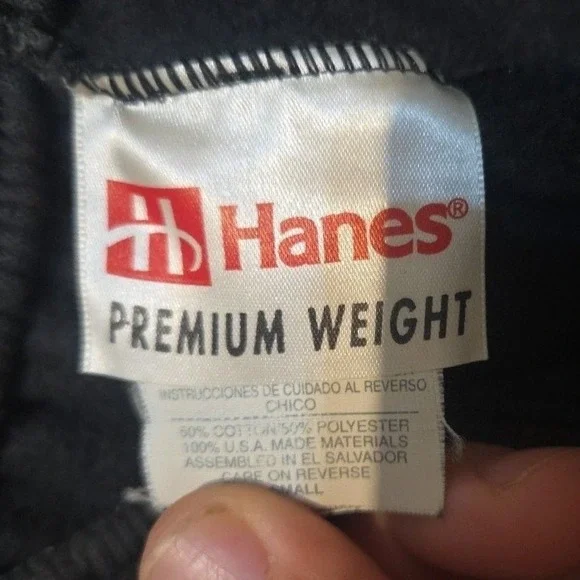 H Hanes®
PREMIUM WEIGHT
INSTRUCCIONES DE CUIDADO AL REVERSO
CHICO
50% COTTON/50% POLYESTER
100% U.S.A. MADE MATERIALS
ASSEMBLED IN EL SALVADOR
CARE ON REVERSE
SMALL